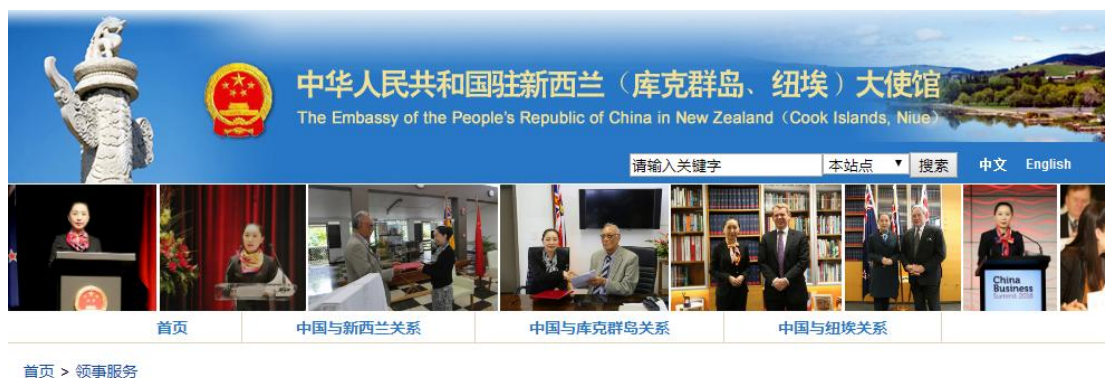 中华人民共和国驻新西兰（库克群岛、纽埃）大使馆
The Embassy of the People's Republic of China in New Zealand (Cook Islands, Niue)
请输入关键字 本站点 ▼ 搜索 中文 English
China
Business
Summit 2018
首页 中国与新西兰关系 中国与库克群岛关系 中国与纽埃关系
首页 > 领事服务